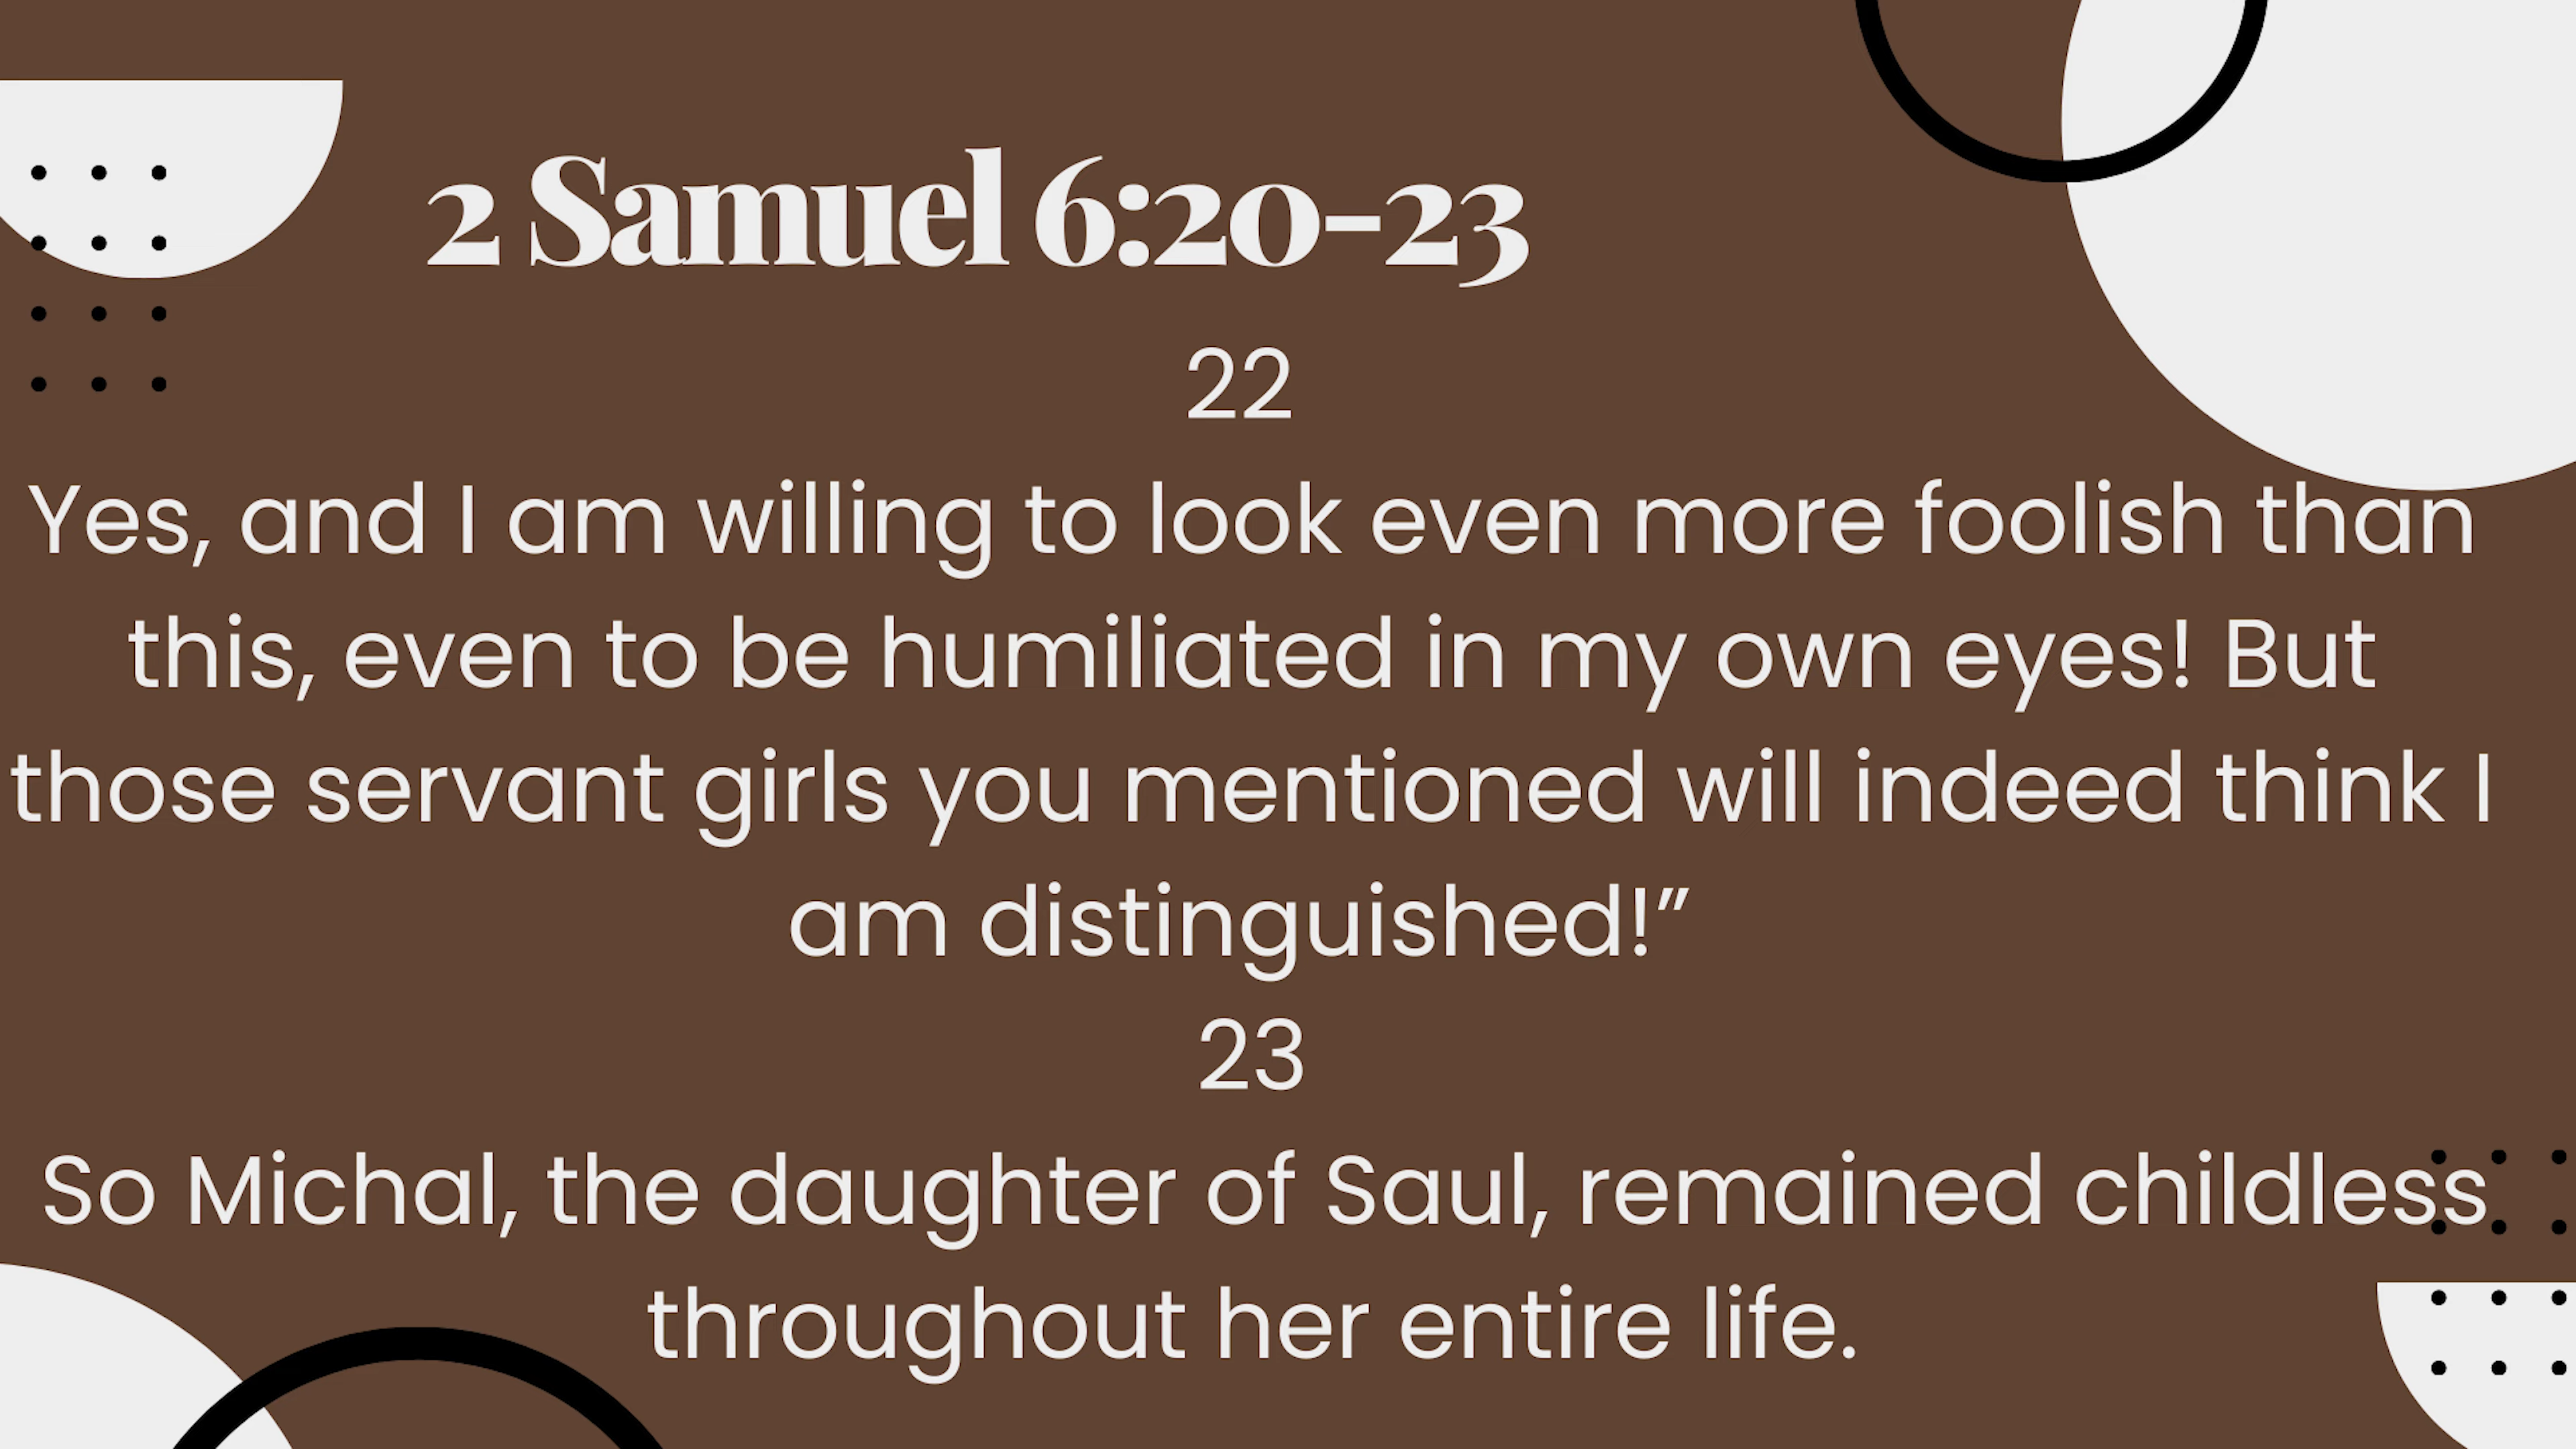 2 Samuel 6:20-23
22
Yes, and I am willing to look even more foolish than
this, even to be humiliated in my own eyes! But
those servant girls you mentioned will indeed think I
am distinguished!”
23
So Michal, the daughter of Saul, remained childless
throughout her entire life.